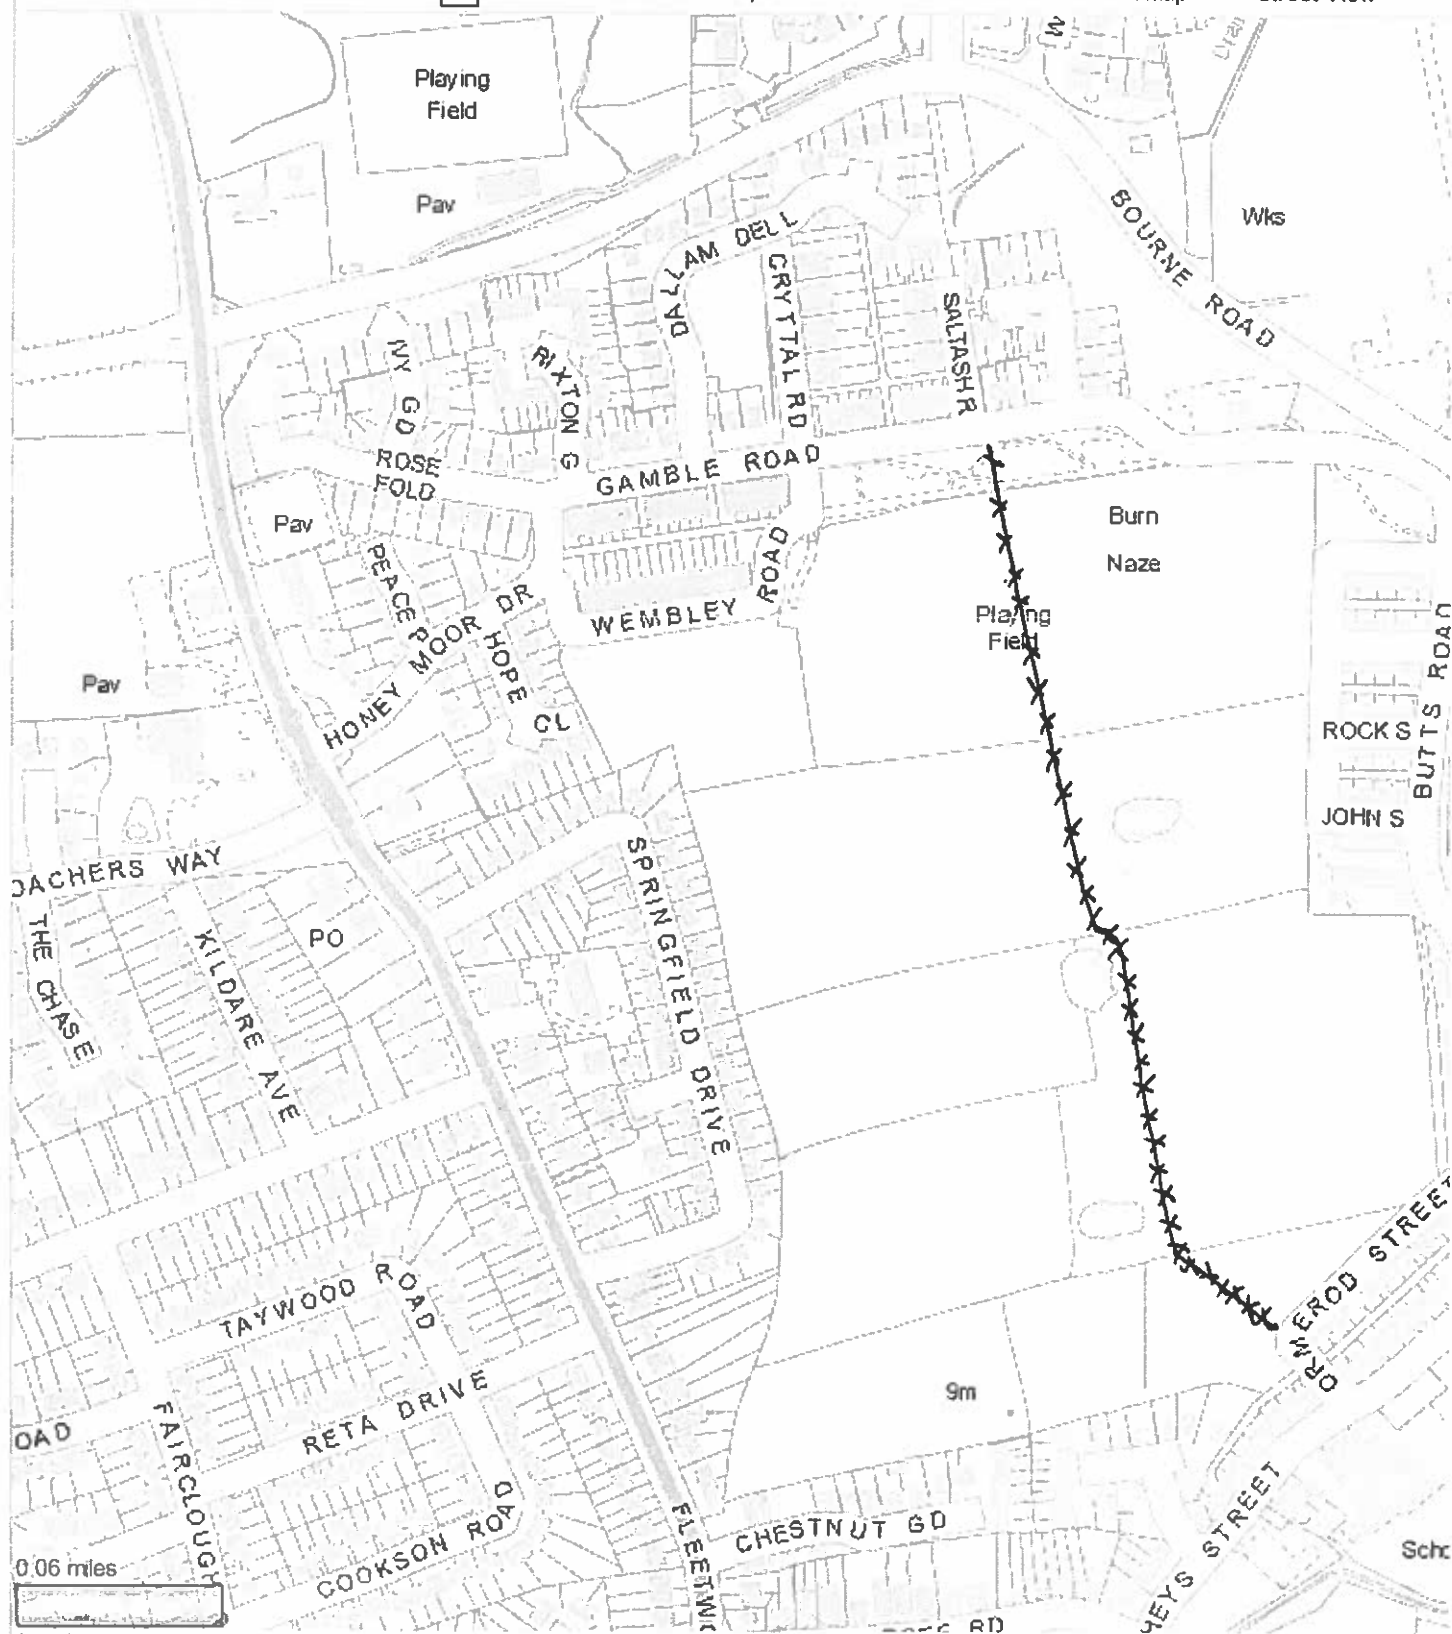 Playing
Field
Pav
Wks
BOURNE ROAD
DALLAM DELL
CRYTTAL RD
SALTASH R
IVY GD
RIXTON G
ROSE
FOLD
GAMBLE ROAD
Pav
Burn
Naze
PEACE P
WEMBLEY ROAD
Playing
Field
HONEY MOOR DR
HOPE CL
Pav
ROCK S
BUTTS ROAD
JOHN S
OACHERS WAY
SPRINGFIELD DRIVE
THE CHASE
KILDARE AVE
PO
ORMEROD STREET
TAYWOOD ROAD
9m
RETA DRIVE
OAD
FAIRCLOUGH
COOKSON ROAD
FLEETWO
CHESTNUT GD
HEYS STREET
Scho
0.06 miles
RD